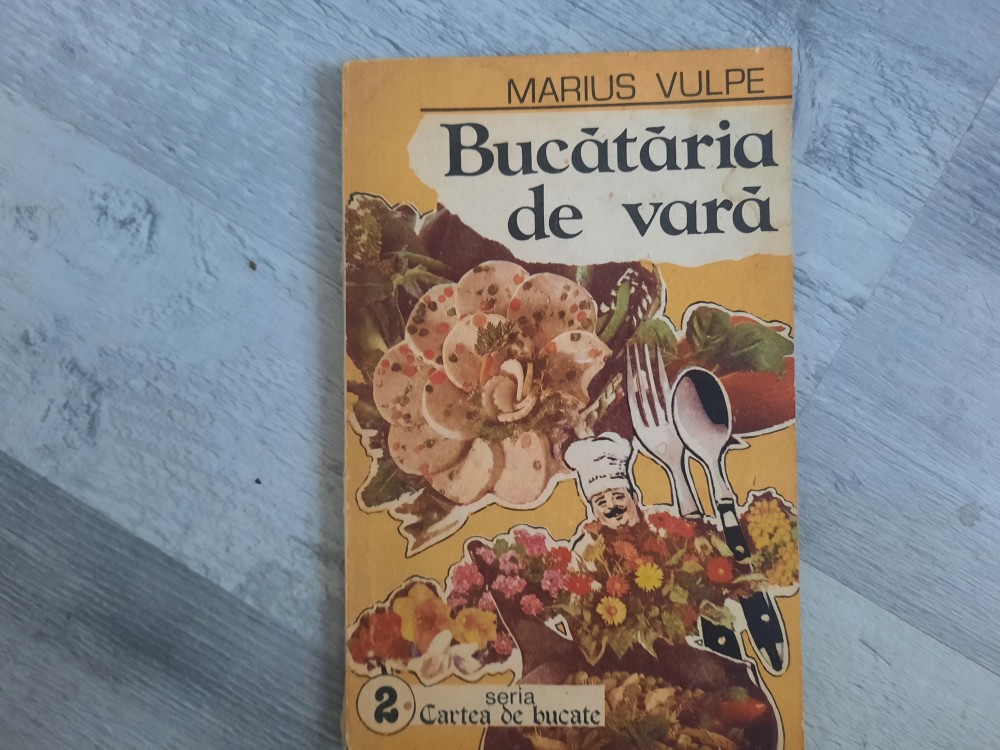 MARIUS VULPE
Bucătăria
de vară
2
seria
Cartea de bucate